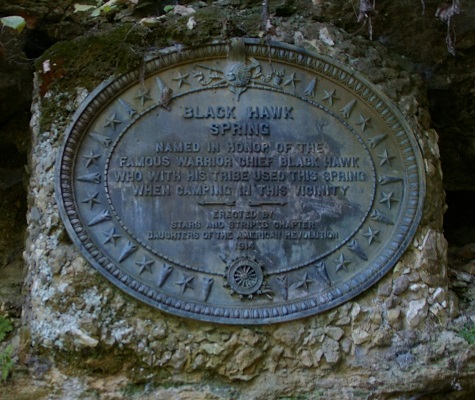 BLACK HAWK
SPRING
NAMED IN HONOR OF THE
FAMOUS WARRIOR CHIEF BLACK HAWK
WHO WITH HIS TRIBE USED THIS SPRING
WHEN CAMPING IN THIS VICINITY
ERECTED BY
STARS AND STRIPES CHAPTER
DAUGHTERS OF THE AMERICAN REVOLUTION